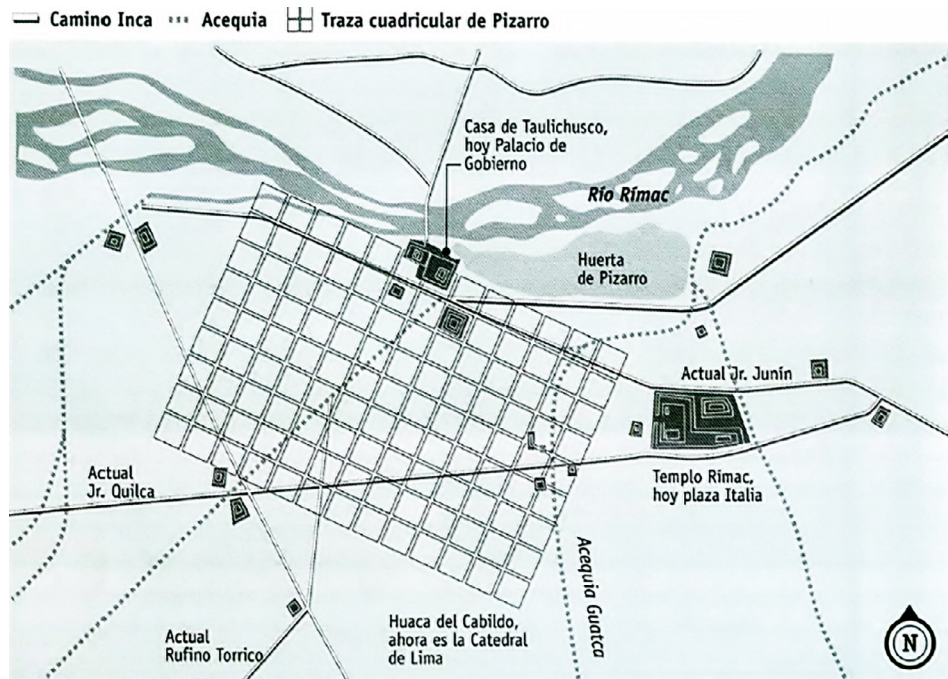 Camino Inca Acequia Traza cuadricular de Pizarro
Casa de Taulichusco,
hoy Palacio de
Gobierno
Río Rímac
Huerta
de Pizarro
Actual Jr. Junín
Templo Rímac,
hoy plaza Italia
Actual
Jr. Quilca
Acequia Guatca
Huaca del Cabildo,
ahora es la Catedral
de Lima
Actual
Rufino Torrico
N